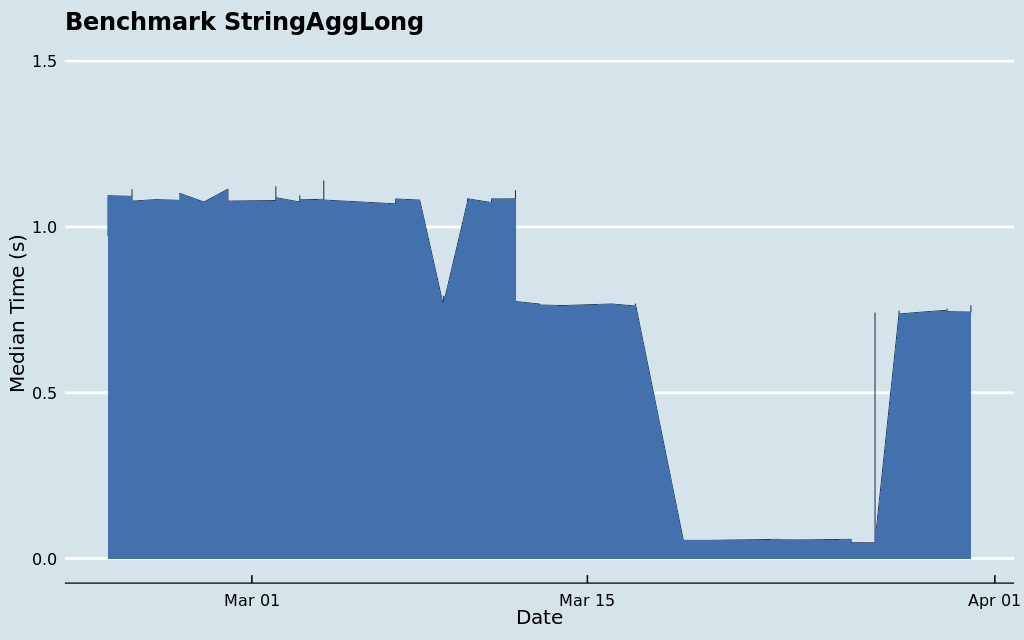 Benchmark StringAggLong
1.5
1.0
0.5
0.0
Median Time (s)
Mar 01
Mar 15
Apr 01
Date